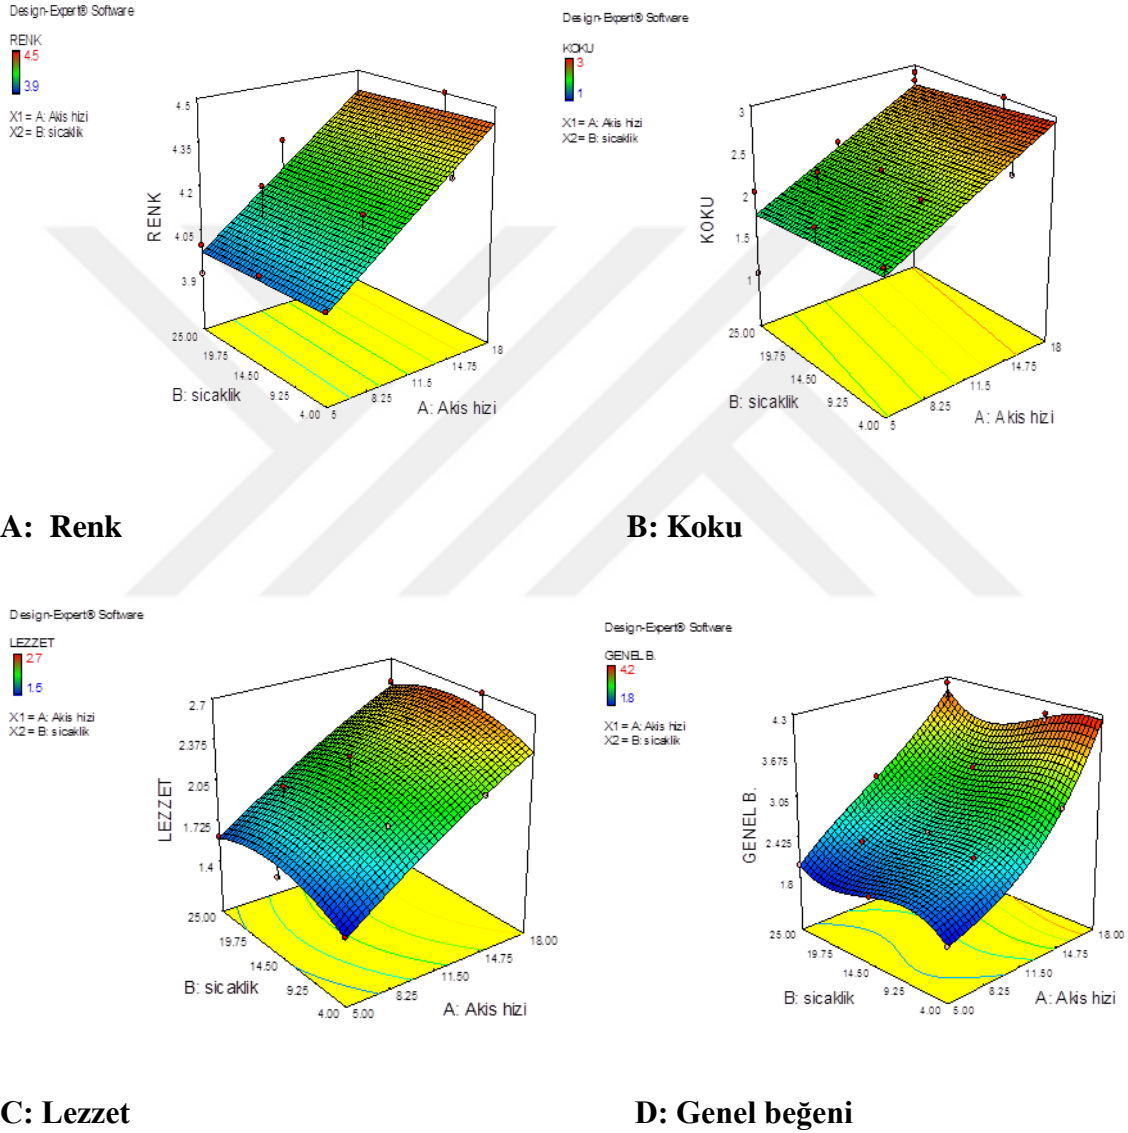 Design-Expert® Software
RENK
4.5
3.9
X1 = A: Akis hizi
X2 = B: sicaklik
4.5
4.35
4.2
4.05
3.9
RENK
25.00
19.75
14.50
9.25
4.00
B: sicaklik
5
8.25
11.5
14.75
18
A: Akis hizi
Design-Expert® Software
KOKU
3
1
X1 = A: Akis hizi
X2 = B: sicaklik
3
2.5
2
1.5
1
KOKU
25.00
19.75
14.50
9.25
4.00
B: sicaklik
5
8.25
11.5
14.75
18
A: Akis hizi
A: Renk
B: Koku
Design-Expert® Software
LEZZET
2.7
1.5
X1 = A: Akis hizi
X2 = B: sicaklik
2.7
2.375
2.05
1.725
1.4
LEZZET
25.00
19.75
14.50
9.25
4.00
B: sicaklik
5.00
8.25
11.50
14.75
18.00
A: Akis hizi
Design-Expert® Software
GENEL B.
4.2
1.8
X1 = A: Akis hizi
X2 = B: sicaklik
4.3
3.675
3.05
2.425
1.8
GENEL B.
25.00
19.75
14.50
9.25
4.00
B: sicaklik
5.00
8.25
11.50
14.75
18.00
A: Akis hizi
C: Lezzet
D: Genel beğeni